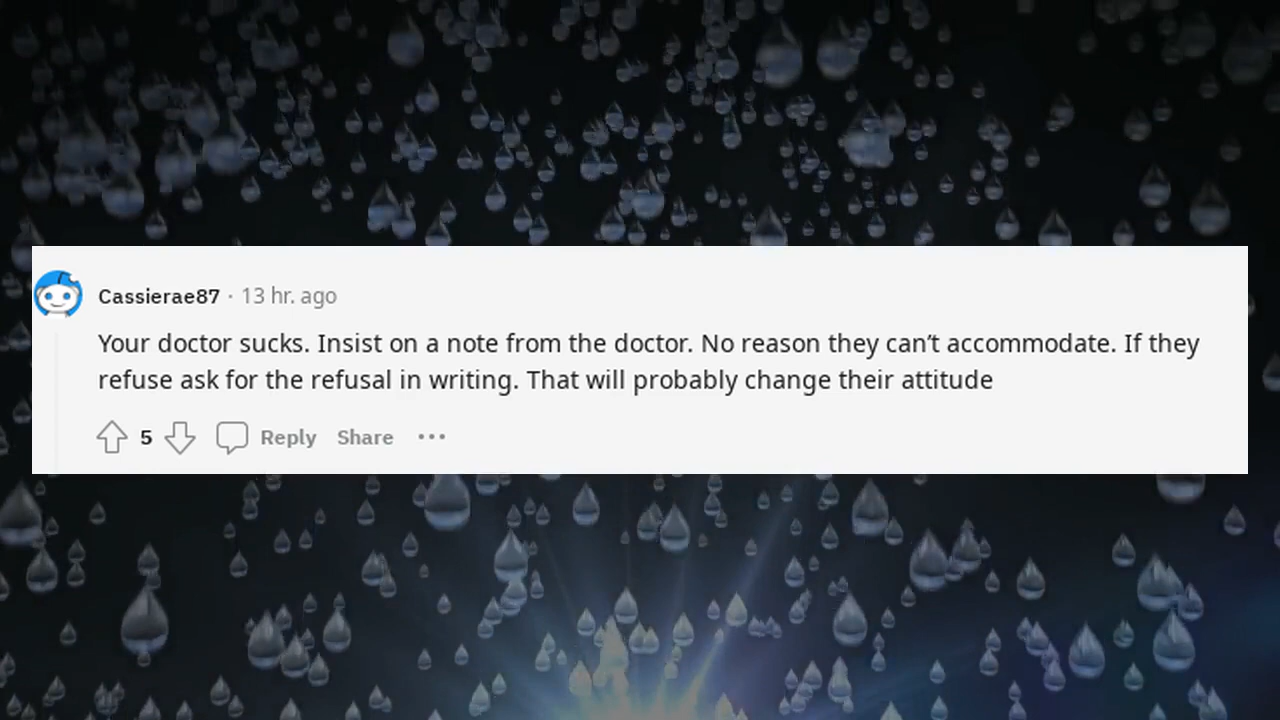 Cassierae87 · 13 hr. ago
Your doctor sucks. Insist on a note from the doctor. No reason they can’t accommodate. If they
refuse ask for the refusal in writing. That will probably change their attitude
5 Reply Share ···